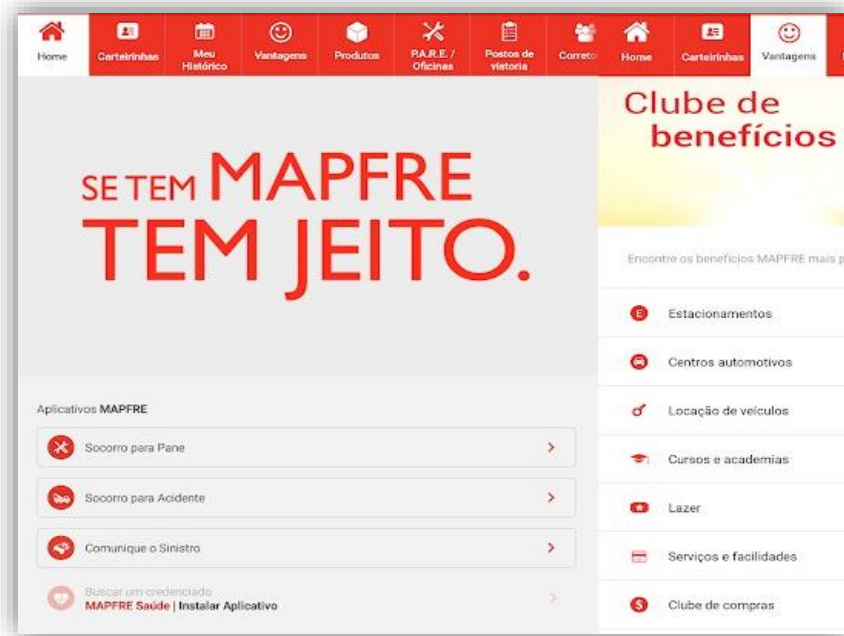 Home
Carteirinhas
Meu
Histórico
Vantagens
Produtos
P.A.R.E. /
Oficinas
Postos de
vistoria
Correto
SE TEM MAPFRE
TEM JEITO.
Aplicativos MAPFRE
Socorro para Pane
Socorro para Acidente
Comunique o Sinistro
Buscar um credenciado
MAPFRE Saúde | Instalar Aplicativo
Home
Carteirinhas
Vantagens
Clube de
benefícios
Encontre os benefícios MAPFRE mais p
E
Estacionamentos
Centros automotivos
Locação de veículos
Cursos e academias
Lazer
Serviços e facilidades
$
Clube de compras